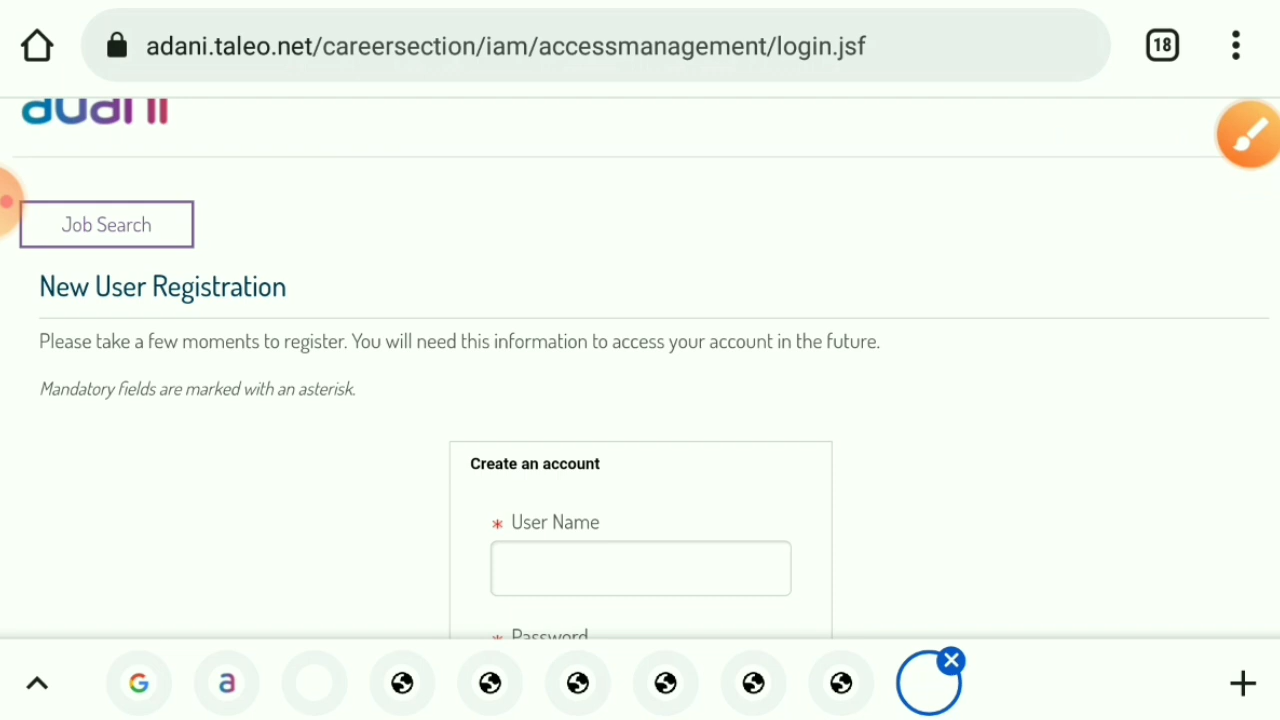 adani.taleo.net/careersection/iam/accessmanagement/login.jsf
18
adani
Job Search
New User Registration
Please take a few moments to register. You will need this information to access your account in the future.
Mandatory fields are marked with an asterisk.
Create an account
* User Name
* Password
G a